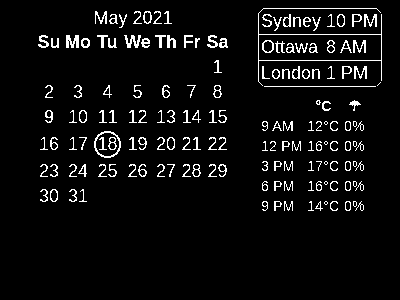 May 2021
Su Mo Tu We Th Fr Sa
1
2 3 4 5 6 7 8
9 10 11 12 13 14 15
16 17 18 19 20 21 22
23 24 25 26 27 28 29
30 31
Sydney 10 PM
Ottawa 8 AM
London 1 PM
°C
9 AM 12°C 0%
12 PM 16°C 0%
3 PM 17°C 0%
6 PM 16°C 0%
9 PM 14°C 0%